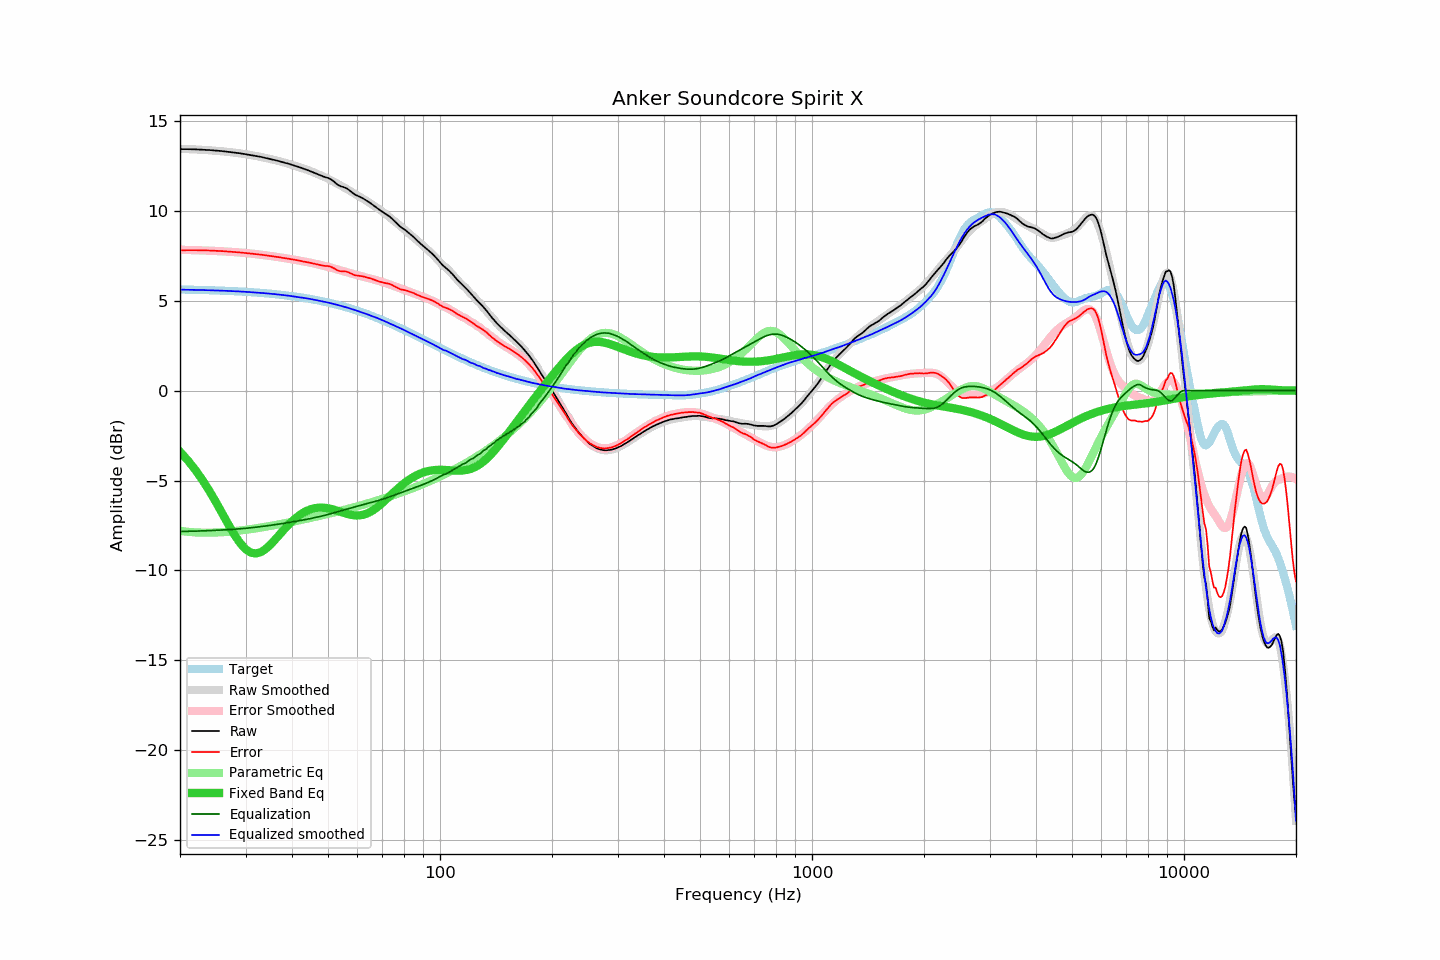 Anker Soundcore Spirit X
15
10
5
0
−5
−10
−15
−20
−25
Amplitude (dBr)
Target
Raw Smoothed
Error Smoothed
Raw
Error
Parametric Eq
Fixed Band Eq
Equalization
Equalized smoothed
100
1000
10000
Frequency (Hz)